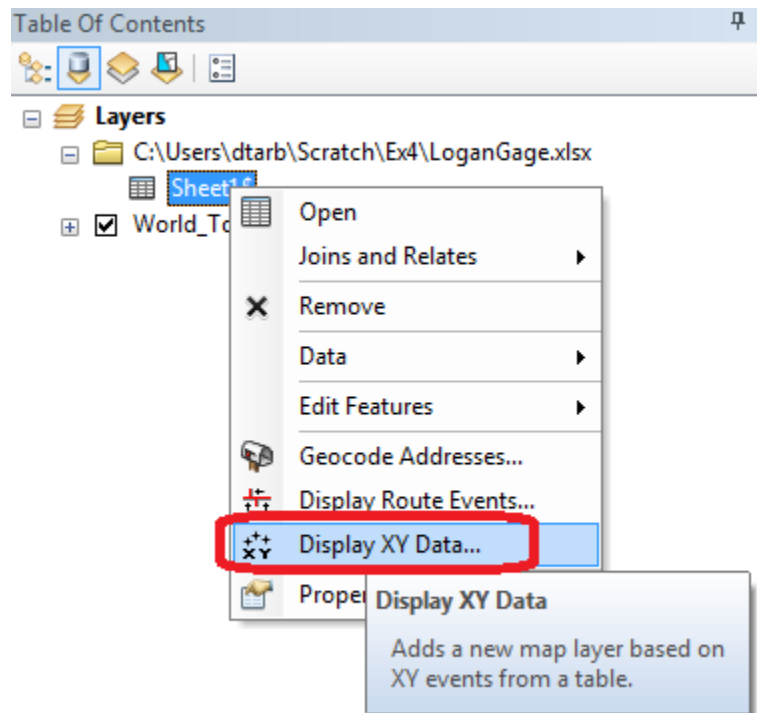 Table Of Contents
Layers
C:\Users\dtarb\Scratch\Ex4\LoganGage.xlsx
Sheet1$
World_To
Open
Joins and Relates
Remove
Data
Edit Features
Geocode Addresses...
Display Route Events...
XY Display XY Data...
Proper
Display XY Data
Adds a new map layer based on
XY events from a table.